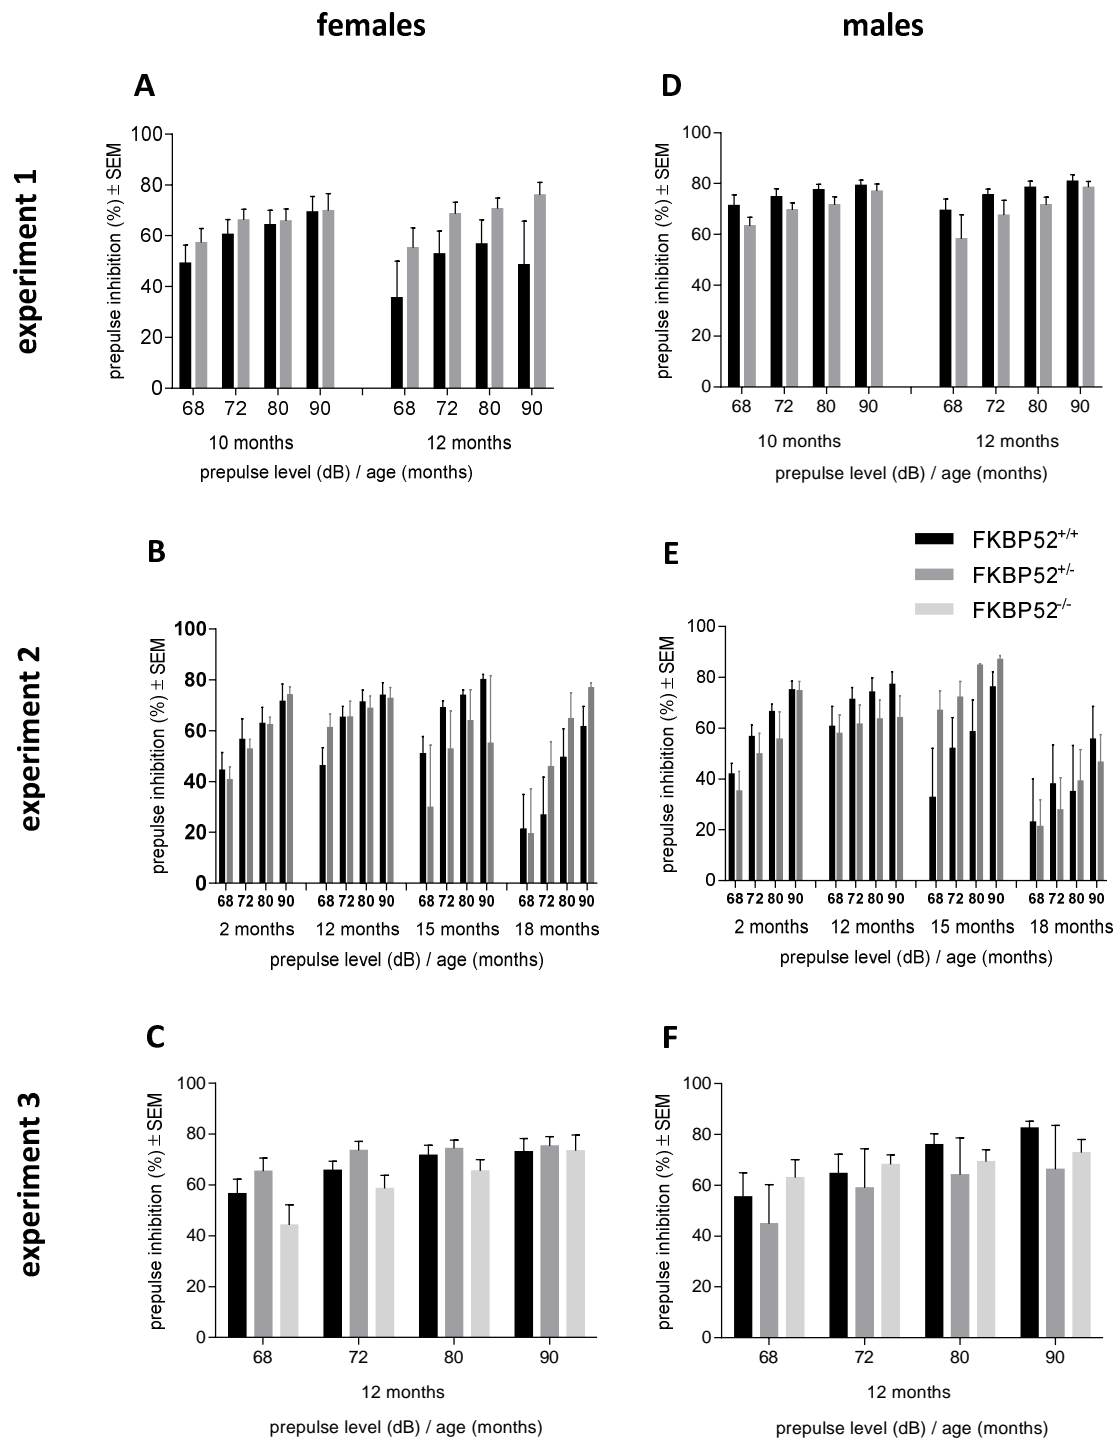 females
males
experiment 1
A
prepulse inhibition (%) ± SEM
100
80
60
40
20
0
68 72 80 90 68 72 80 90
10 months 12 months
prepulse level (dB) / age (months)
D
prepulse inhibition (%) ± SEM
100
80
60
40
20
0
68 72 80 90 68 72 80 90
10 months 12 months
prepulse level (dB) / age (months)
experiment 2
B
prepulse inhibition (%) ± SEM
100
80
60
40
20
0
68 72 80 90 68 72 80 90 68 72 80 90 68 72 80 90
2 months 12 months 15 months 18 months
prepulse level (dB) / age (months)
E
FKBP52+/+
FKBP52+/-
FKBP52-/-
prepulse inhibition (%) ± SEM
100
80
60
40
20
0
68 72 80 90 68 72 80 90 68 72 80 90 68 72 80 90
2 months 12 months 15 months 18 months
prepulse level (dB) / age (months)
experiment 3
C
prepulse inhibition (%) ± SEM
100
80
60
40
20
0
68 72 80 90
12 months
prepulse level (dB) / age (months)
F
prepulse inhibition (%) ± SEM
100
80
60
40
20
0
68 72 80 90
12 months
prepulse level (dB) / age (months)